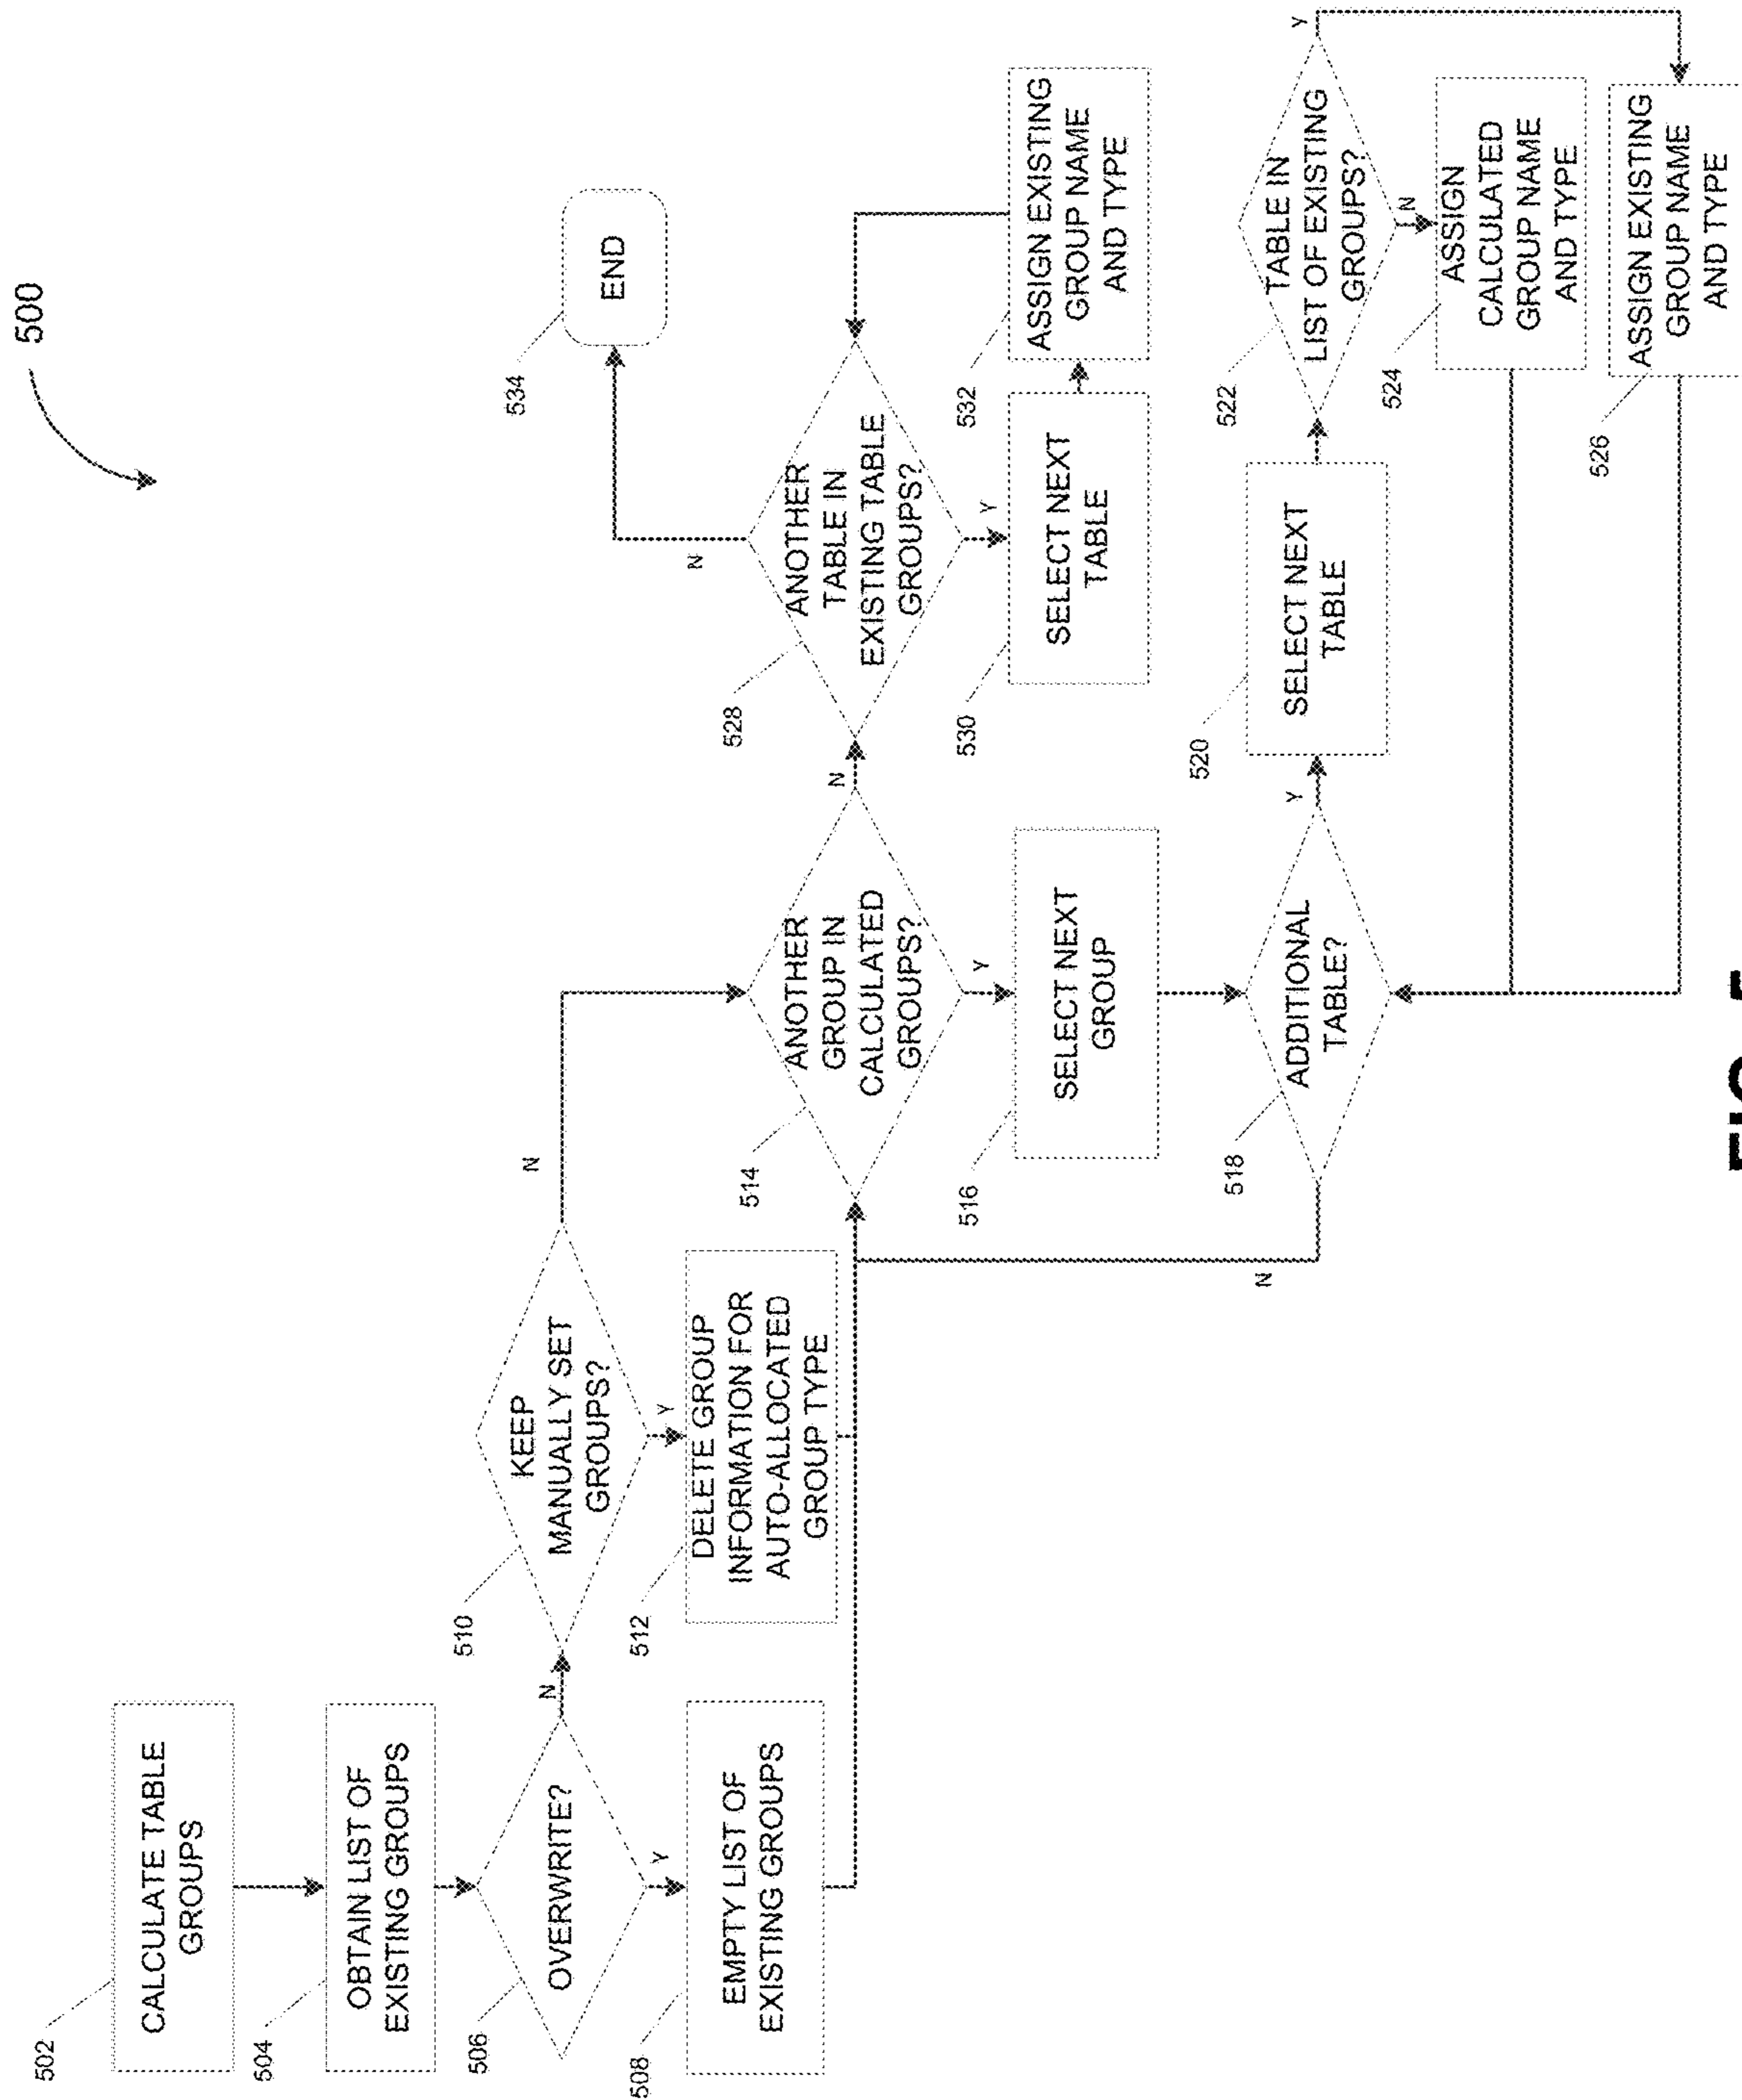 500
502
CALCULATE TABLE
GROUPS
504
OBTAIN LIST OF
EXISTING GROUPS
506
OVERWRITE?
Y
N
508
EMPTY LIST OF
EXISTING GROUPS
510
KEEP
MANUALLY SET
GROUPS?
Y
N
512
DELETE GROUP
INFORMATION FOR
AUTO-ALLOCATED
GROUP TYPE
514
ANOTHER
GROUP IN
CALCULATED
GROUPS?
Y
N
516
SELECT NEXT
GROUP
518
ADDITIONAL
TABLE?
N
Y
520
SELECT NEXT
TABLE
522
TABLE IN
LIST OF EXISTING
GROUPS?
N
Y
524
ASSIGN
CALCULATED
GROUP NAME
AND TYPE
526
ASSIGN EXISTING
GROUP NAME
AND TYPE
528
ANOTHER
TABLE IN
EXISTING TABLE
GROUPS?
N
Y
530
SELECT NEXT
TABLE
532
ASSIGN EXISTING
GROUP NAME
AND TYPE
534
END